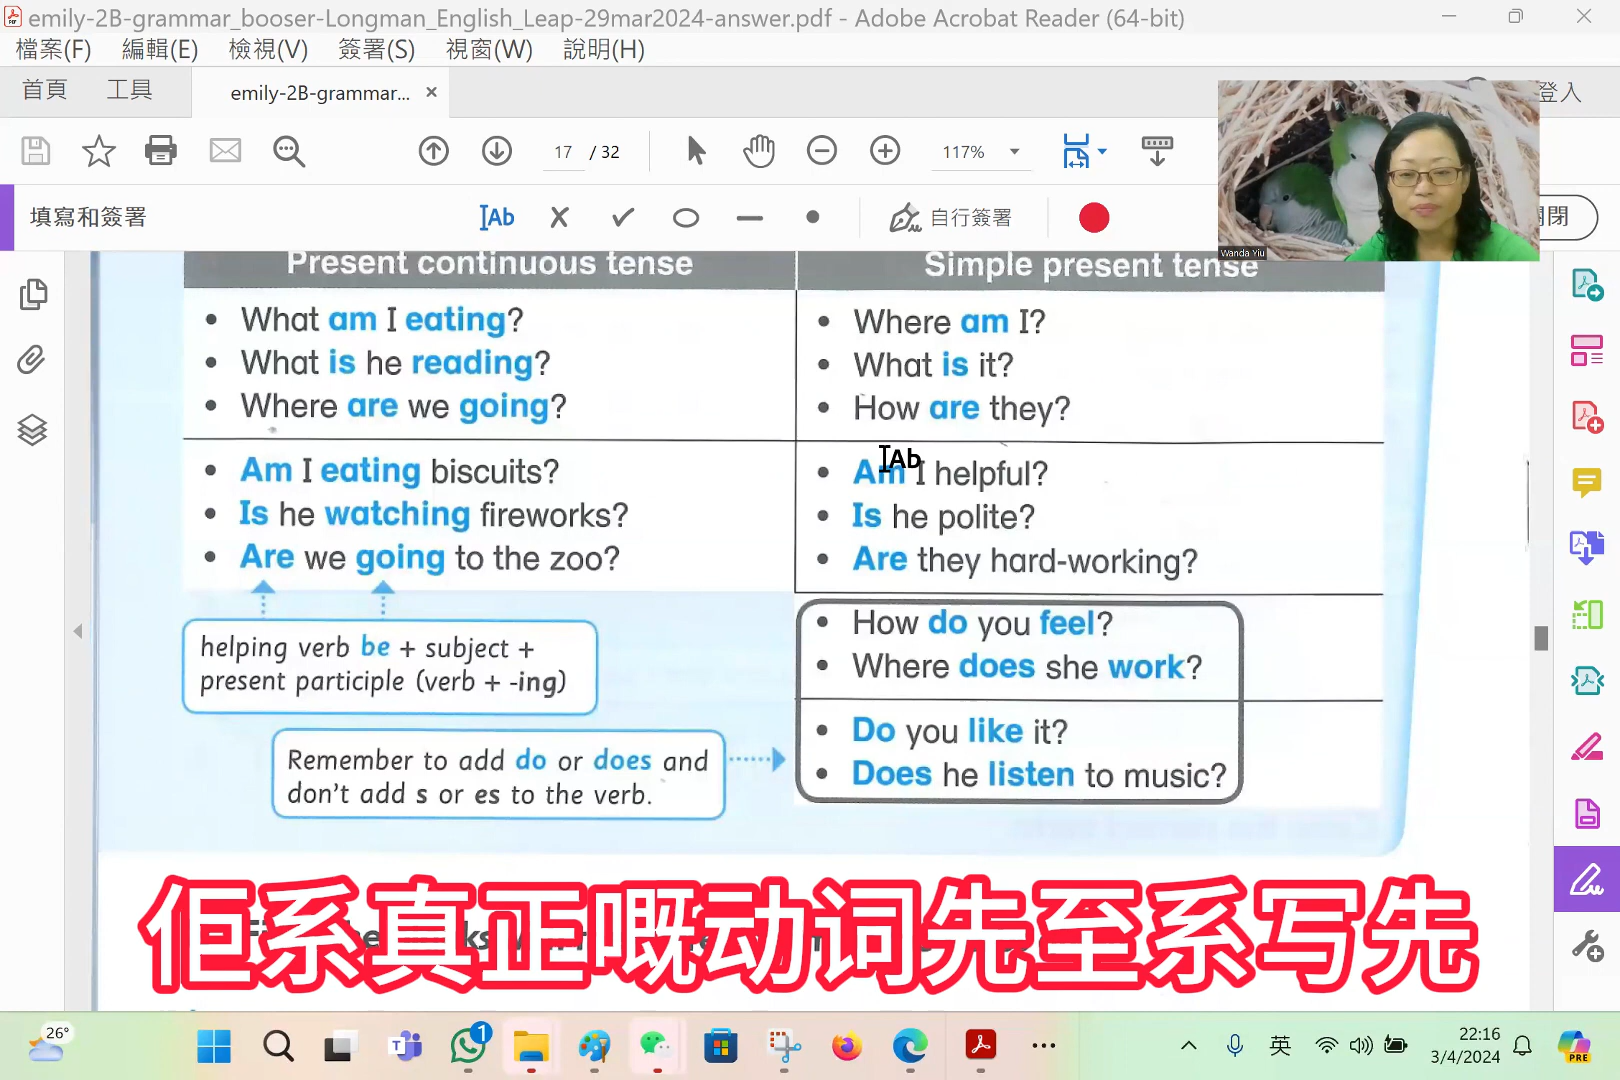 emily-2B-grammar_booser-Longman_English_Leap-29mar2024-answer.pdf - Adobe Acrobat Reader (64-bit)
檔案(F) 編輯(E) 檢視(V) 簽署(S) 視窗(W) 說明(H)
首頁 工具 emily-2B-grammar... × 登入
17 / 32 117%
填寫和簽署 Ab 自行簽署 閉
Wanda Yiu
Present continuous tense
• What am I eating?
• What is he reading?
• Where are we going?
• Am I eating biscuits?
• Is he watching fireworks?
• Are we going to the zoo?
helping verb be + subject +
present participle (verb + -ing)
Remember to add do or does and
don't add s or es to the verb.
Simple present tense
• Where am I?
• What is it?
• How are they?
Ab
• Am I helpful?
• Is he polite?
• Are they hard-working?
• How do you feel?
• Where does she work?
• Do you like it?
• Does he listen to music?
佢系真正嘅动词先至系写先
26°
1
英
22:16
3/4/2024
PRE